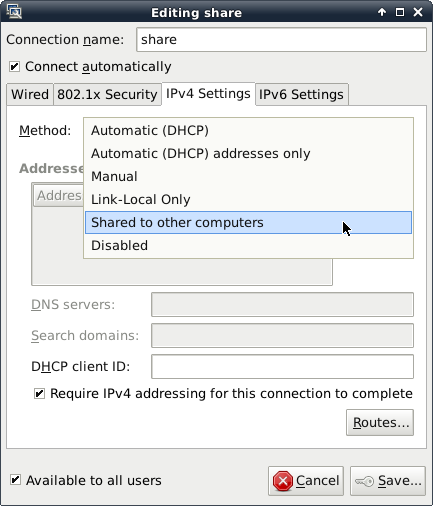 Editing share
Connection name: share
Connect automatically
Wired 802.1x Security IPv4 Settings IPv6 Settings
Method:
Automatic (DHCP)
Automatic (DHCP) addresses only
Manual
Link-Local Only
Shared to other computers
Disabled
Addresse
Addres
DNS servers:
Search domains:
DHCP client ID:
Require IPv4 addressing for this connection to complete
Routes...
Available to all users
Cancel Save...